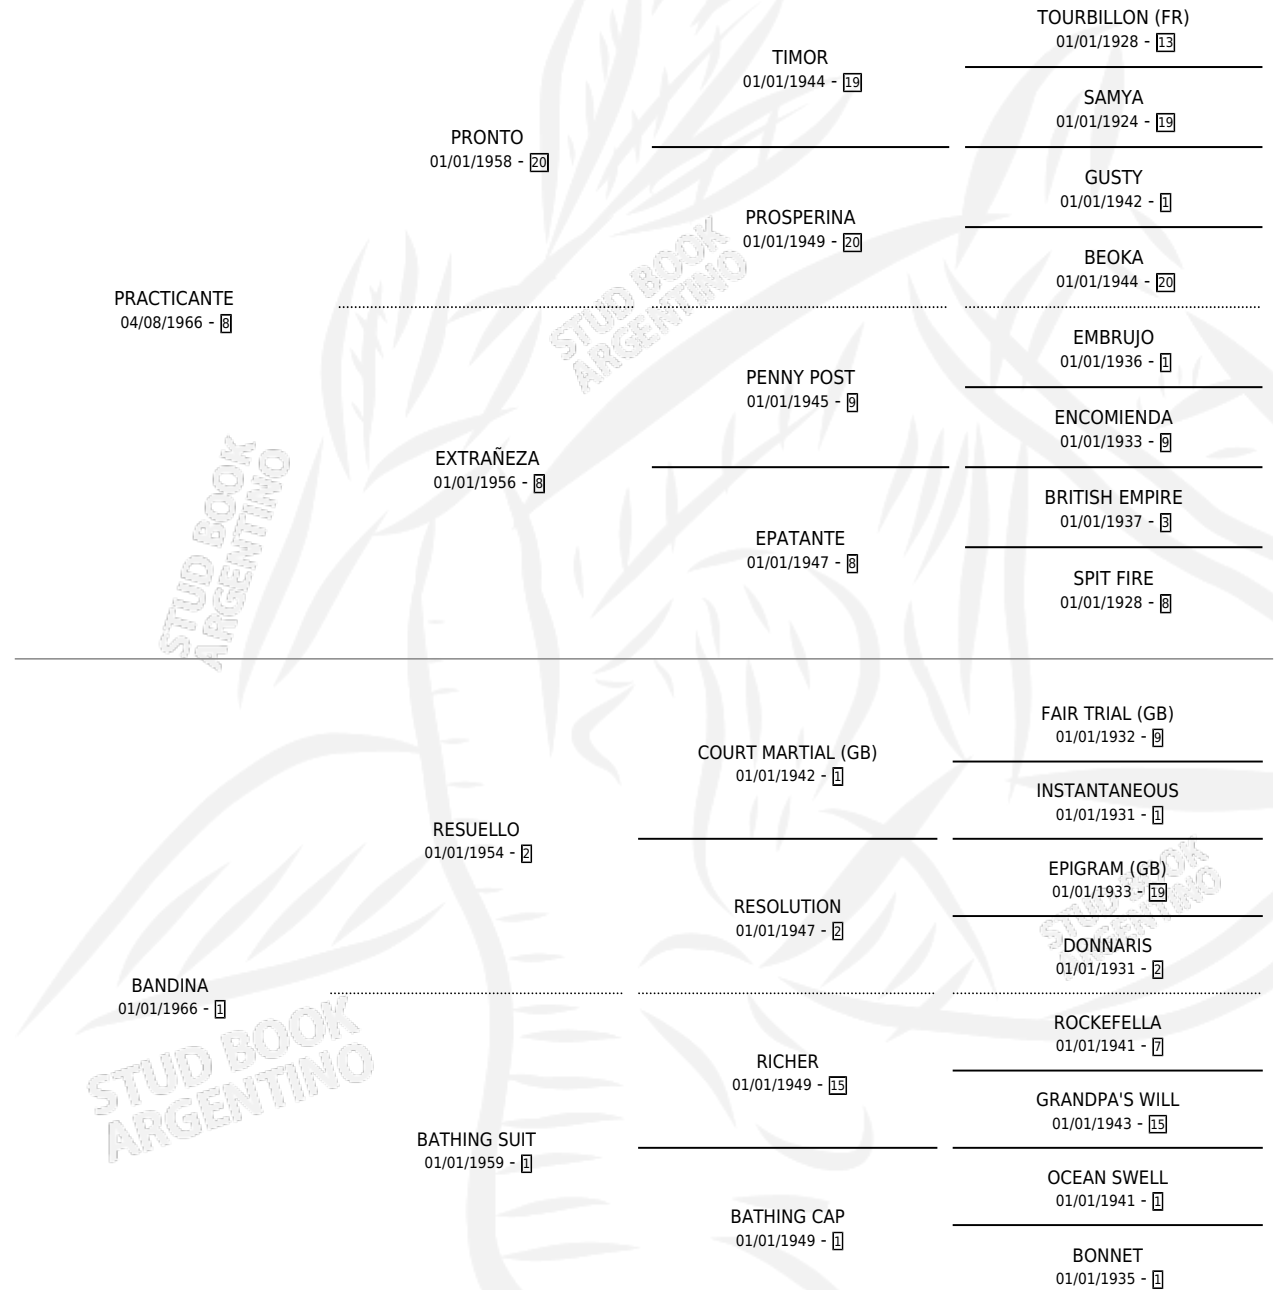 TOURBILLON (FR)
01/01/1928 - 13
TIMOR
01/01/1944 - 19
SAMYA
01/01/1924 - 19
PRONTO
01/01/1958 - 20
GUSTY
01/01/1942 - 1
PROSPERINA
01/01/1949 - 20
BEOKA
01/01/1944 - 20
PRACTICANTE
04/08/1966 - 8
EMBRUJO
01/01/1936 - 1
PENNY POST
01/01/1945 - 9
ENCOMIENDA
01/01/1933 - 9
EXTRAÑEZA
01/01/1956 - 8
BRITISH EMPIRE
01/01/1937 - 3
EPATANTE
01/01/1947 - 8
SPIT FIRE
01/01/1928 - 8
STUD BOOK
ARGENTINO
STUD BOOK
ARGENTINO
FAIR TRIAL (GB)
01/01/1932 - 9
COURT MARTIAL (GB)
01/01/1942 - 1
INSTANTANEOUS
01/01/1931 - 1
RESUELLO
01/01/1954 - 2
EPIGRAM (GB)
01/01/1933 - 19
RESOLUTION
01/01/1947 - 2
DONNARIS
01/01/1931 - 2
BANDINA
01/01/1966 - 1
ROCKEFELLA
01/01/1941 - 7
RICHER
01/01/1949 - 15
GRANDPA'S WILL
01/01/1943 - 15
BATHING SUIT
01/01/1959 - 1
OCEAN SWELL
01/01/1941 - 1
BATHING CAP
01/01/1949 - 1
BONNET
01/01/1935 - 1
STUD BOOK
ARGENTINO
STUD BOOK
ARGENTINO